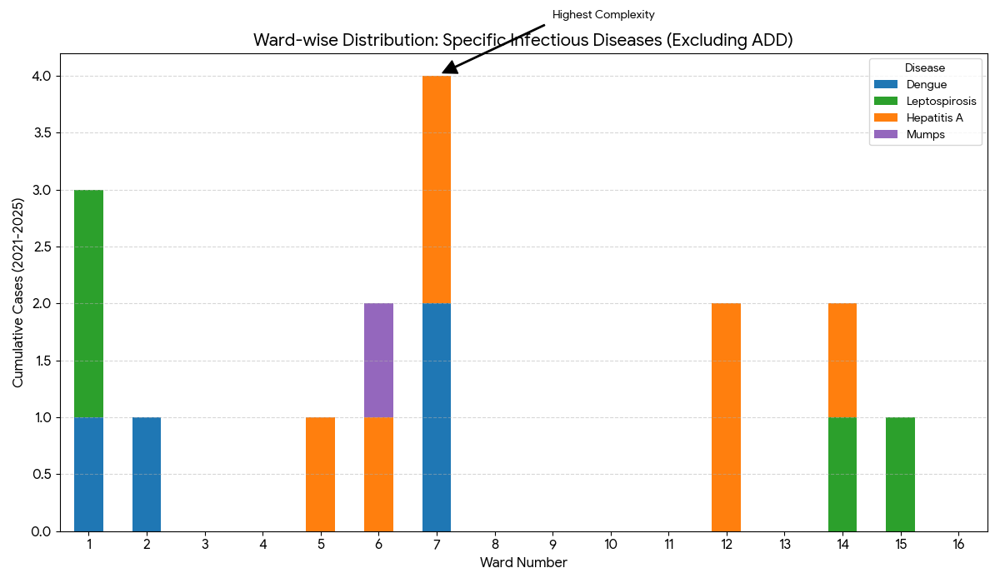 Highest Complexity
Ward-wise Distribution: Specific Infectious Diseases (Excluding ADD)
Disease
Dengue
Leptospirosis
Hepatitis A
Mumps
Cumulative Cases (2021-2025)
4.0
3.5
3.0
2.5
2.0
1.5
1.0
0.5
0.0
1 2 3 4 5 6 7 8 9 10 11 12 13 14 15 16
Ward Number